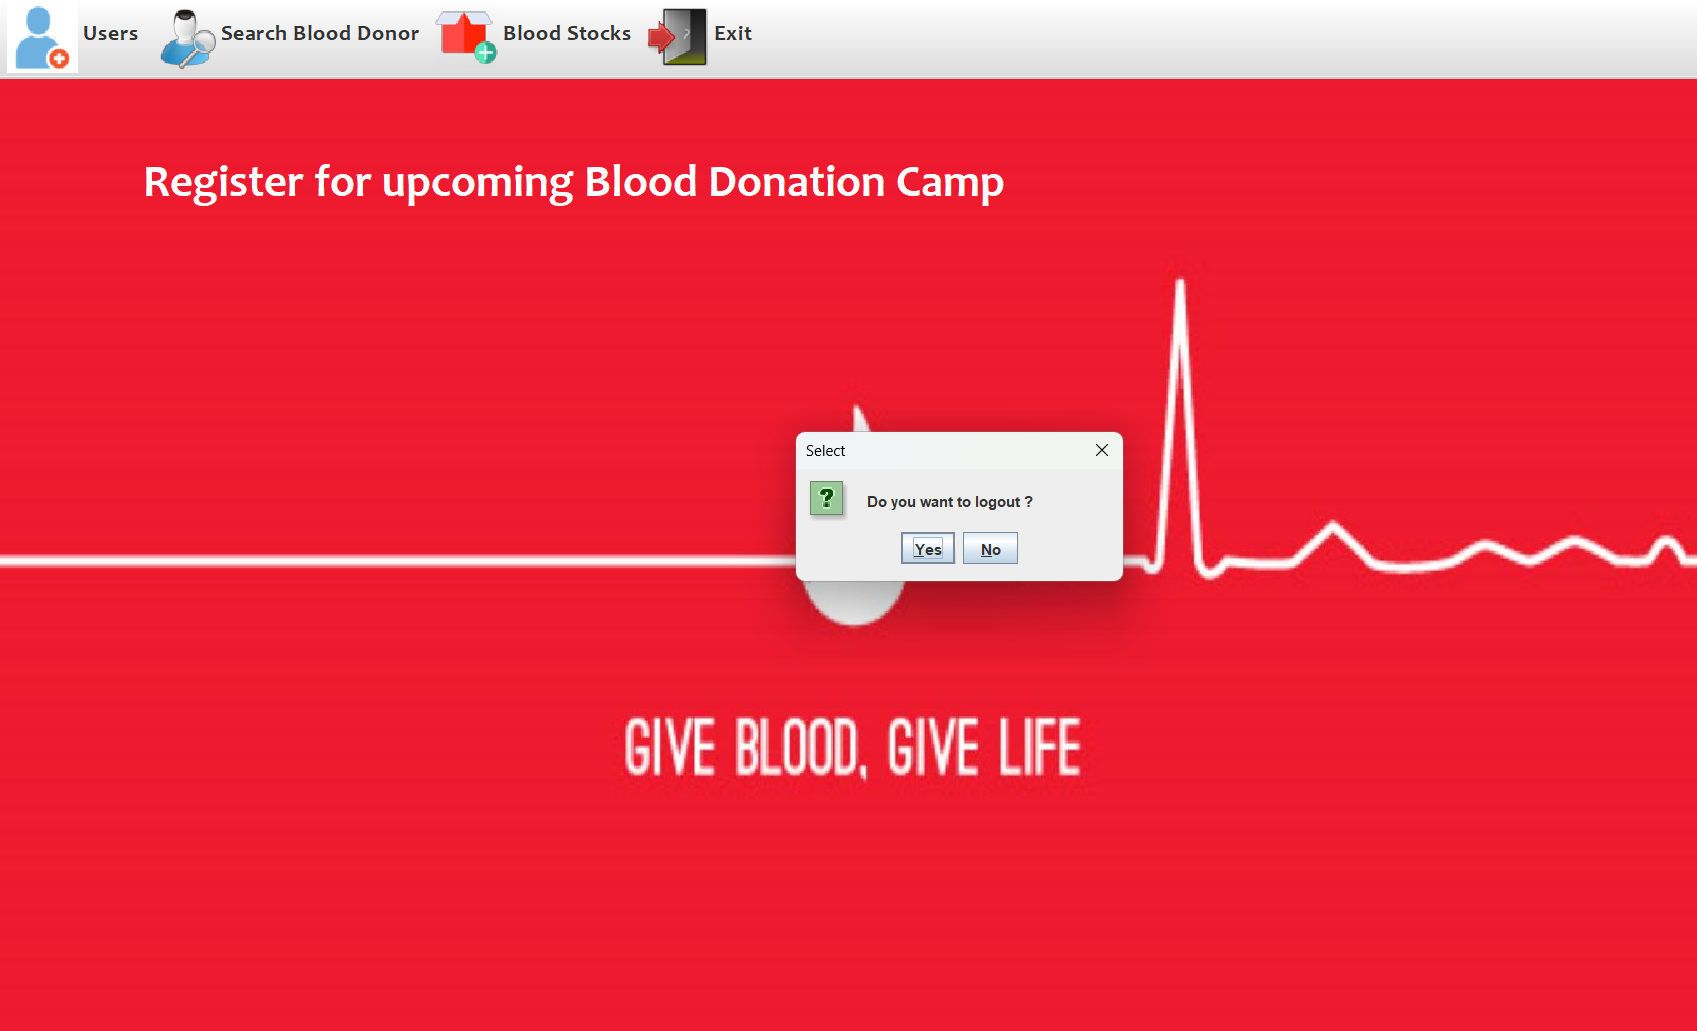 Users Search Blood Donor Blood Stocks Exit
Register for upcoming Blood Donation Camp
Select
Do you want to logout ?
Yes No
GIVE BLOOD, GIVE LIFE